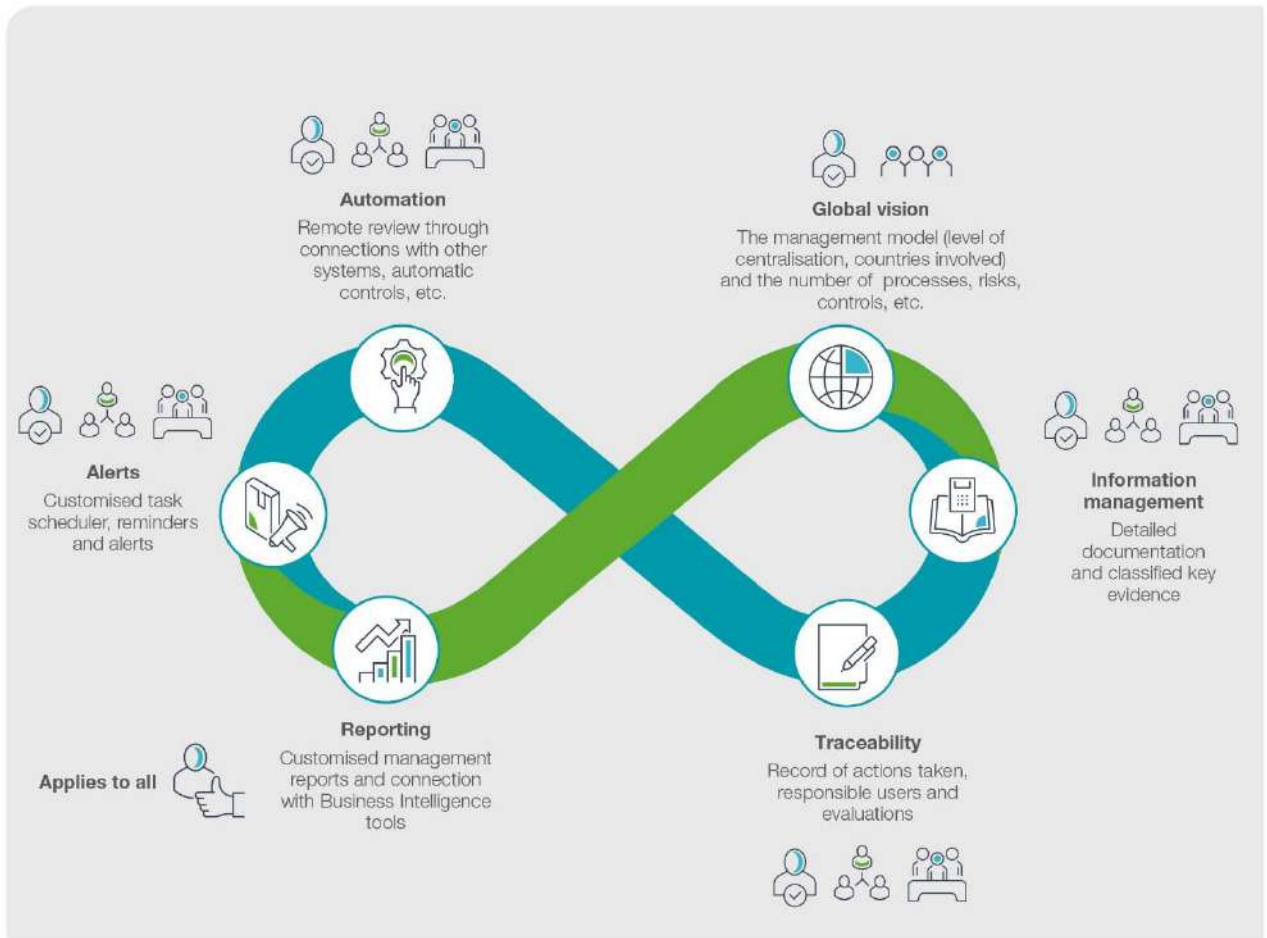 Automation
Remote review through
connections with other
systems, automatic
controls, etc.
Global vision
The management model (level of
centralisation, countries involved)
and the number of processes, risks,
controls, etc.
Alerts
Customised task
scheduler, reminders
and alerts
Information
management
Detailed
documentation
and classified key
evidence
Reporting
Customised management
reports and connection
with Business Intelligence
tools
Applies to all
Traceability
Record of actions taken,
responsible users and
evaluations